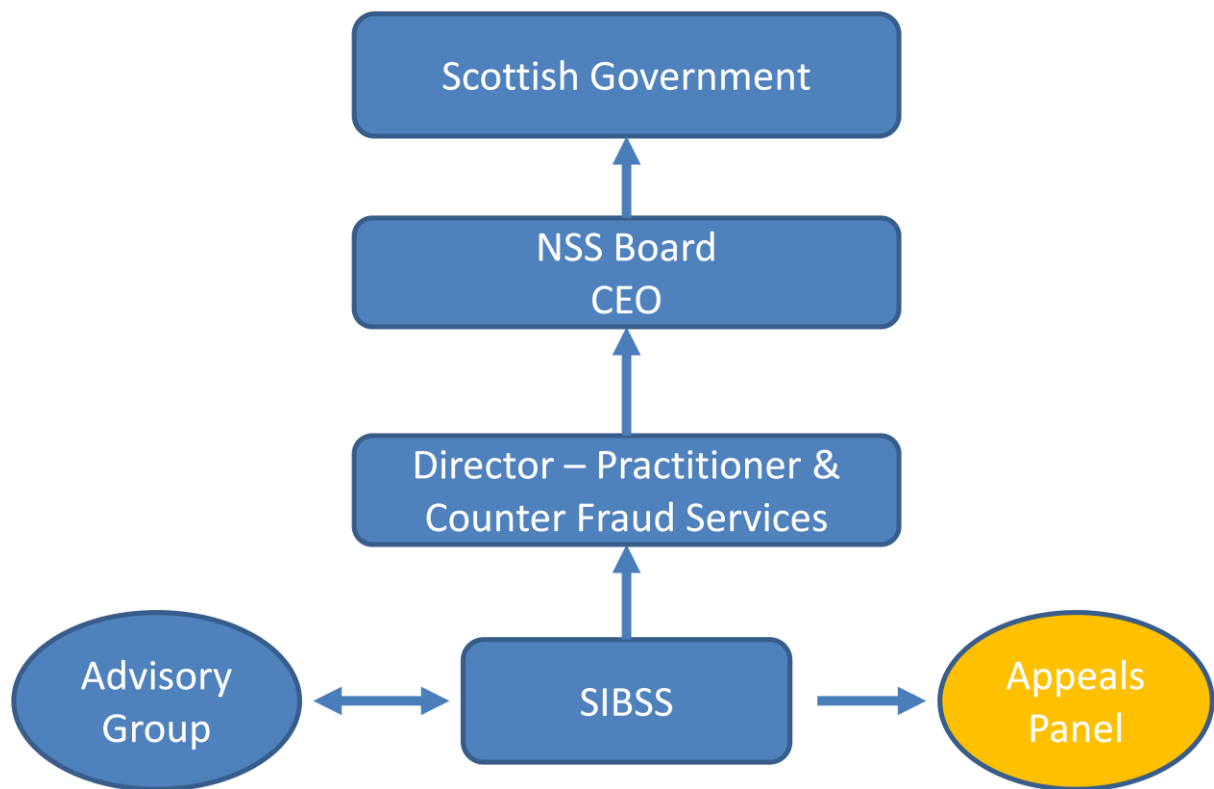 Scottish Government
NSS Board
CEO
Director – Practitioner &
Counter Fraud Services
Advisory
Group
SIBSS
Appeals
Panel